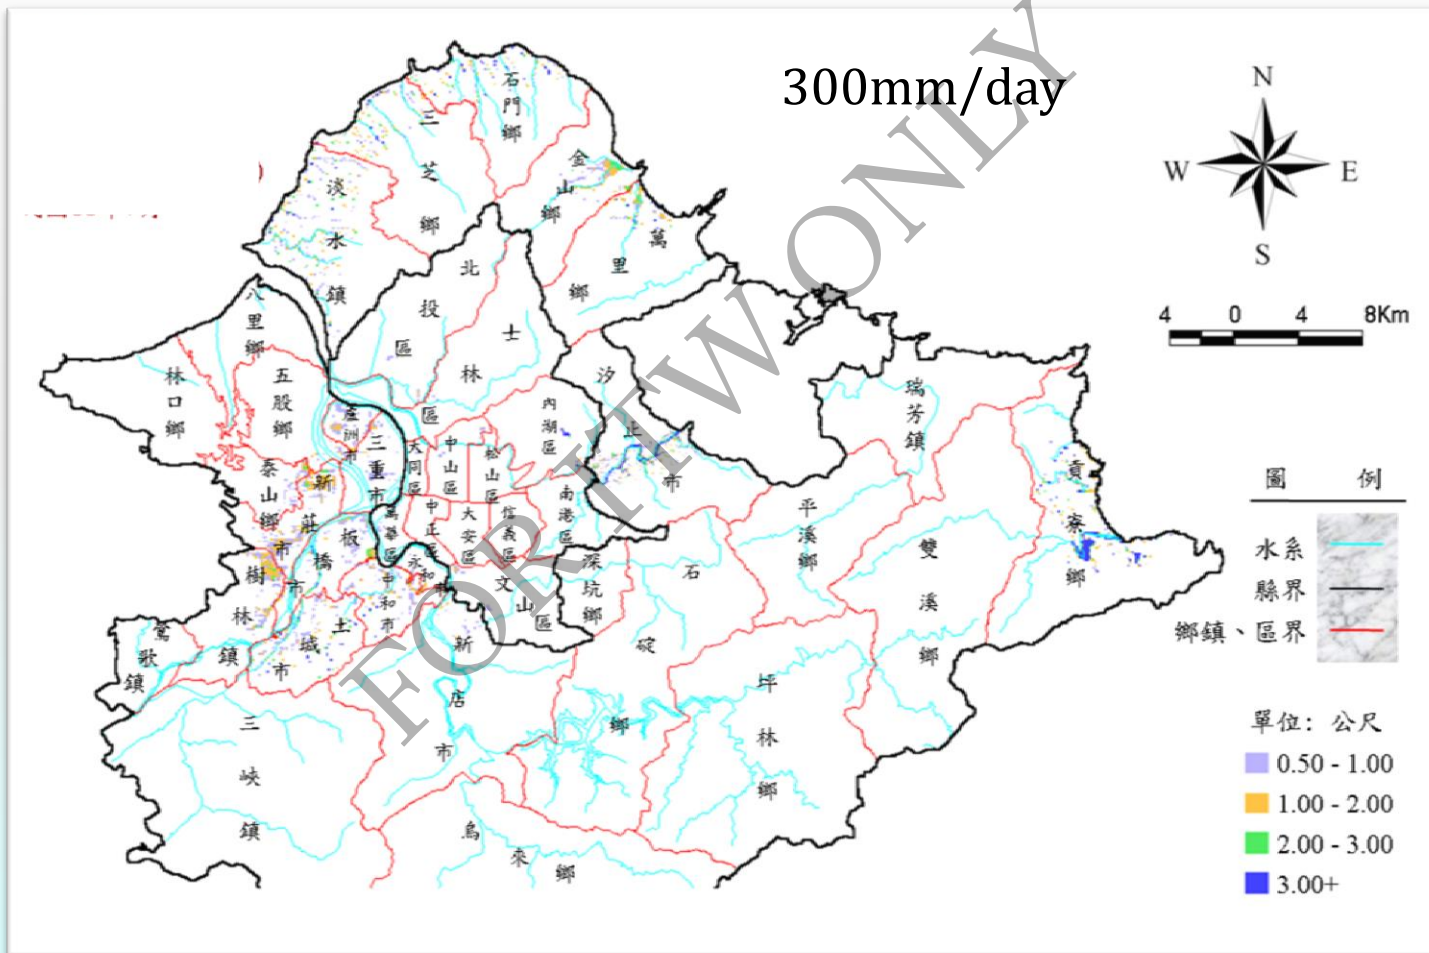 300mm/day
N
W
E
S
4 0 4 8Km
石門鄉
三芝鄉
金山鄉
淡水鎮
萬里鄉
北投區
士林區
八里鄉
林口鄉
五股鄉
汐止市
瑞芳鎮
蘆洲市
三重市
大同區
中山區
松山區
內湖區
泰山鄉
新莊市
板橋市
萬華區
中正區
大安區
信義區
南港區
貢寮鄉
平溪鄉
雙溪鄉
深坑鄉
石碇鄉
樹林鎮
中和市
永和市
文山區
土城市
鶯歌鎮
新店市
三峽鎮
坪林鄉
烏來鄉
圖 例
水系
縣界
鄉鎮、區界
單位: 公尺
0.50 - 1.00
1.00 - 2.00
2.00 - 3.00
3.00+
FOR ITW ONLY